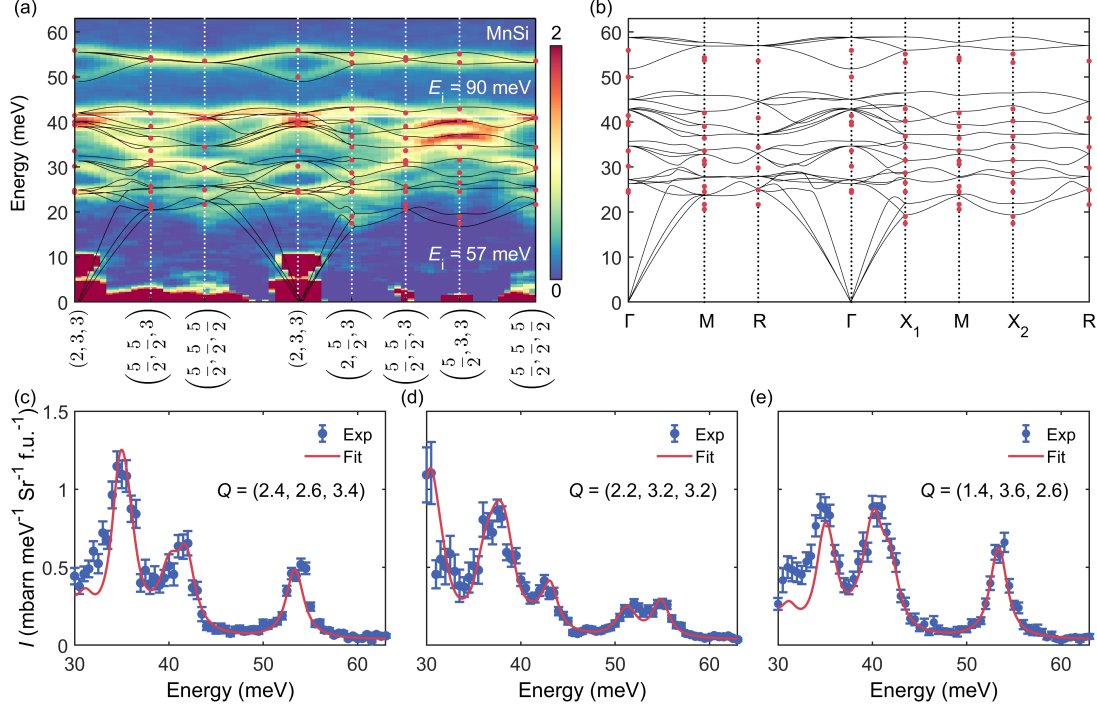 (a)
MnSi
E_i = 90 meV
E_i = 57 meV
Energy (meV)
60
50
40
30
20
10
0
2
0
(2, 3, 3)
(5/2, 5/2, 3)
(5/2, 5/2, 5/2)
(2, 3, 3)
(2, 5/2, 3)
(5/2, 5/2, 3)
(5/2, 3, 3)
(5/2, 5/2, 5/2)
(b)
60
50
40
30
20
10
0
Γ M R Γ X₁ M X₂ R
(c)
I (mbarn meV⁻¹ Sr⁻¹ f.u.⁻¹)
1.5
1
0.5
0
Exp
Fit
Q = (2.4, 2.6, 3.4)
30 40 50 60
Energy (meV)
(d)
Exp
Fit
Q = (2.2, 3.2, 3.2)
30 40 50 60
Energy (meV)
(e)
Exp
Fit
Q = (1.4, 3.6, 2.6)
30 40 50 60
Energy (meV)